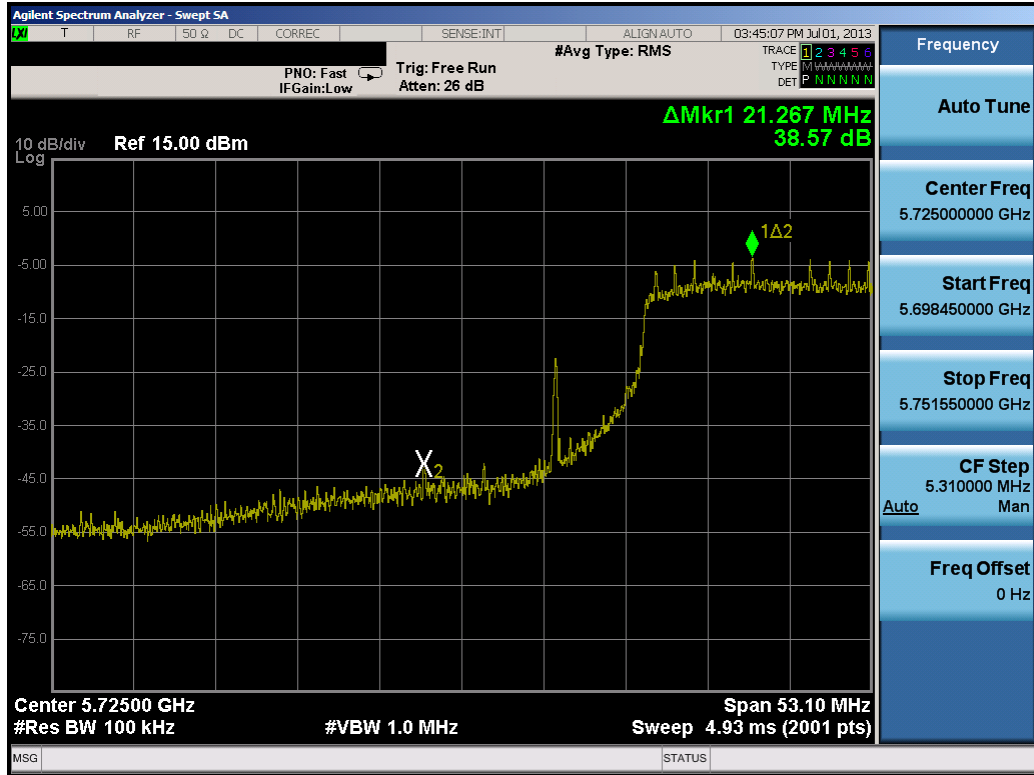 Agilent Spectrum Analyzer - Swept SA
LXI T RF 50 Ω DC CORREC SENSE:INT ALIGN AUTO 03:45:07 PM Jul 01, 2013
#Avg Type: RMS
TRACE 1 2 3 4 5 6
PNO: Fast Trig: Free Run
TYPE M WWWWW
IFGain:Low Atten: 26 dB
DET P N N N N N
ΔMkr1 21.267 MHz
38.57 dB
10 dB/div Ref 15.00 dBm
Log
5.00
1Δ2
-5.00
-15.0
-25.0
-35.0
X2
-45.0
-55.0
-65.0
-75.0
Center 5.72500 GHz Span 53.10 MHz
#Res BW 100 kHz #VBW 1.0 MHz Sweep 4.93 ms (2001 pts)
MSG STATUS
Frequency
Auto Tune
Center Freq
5.725000000 GHz
Start Freq
5.698450000 GHz
Stop Freq
5.751550000 GHz
CF Step
5.310000 MHz
Auto Man
Freq Offset
0 Hz